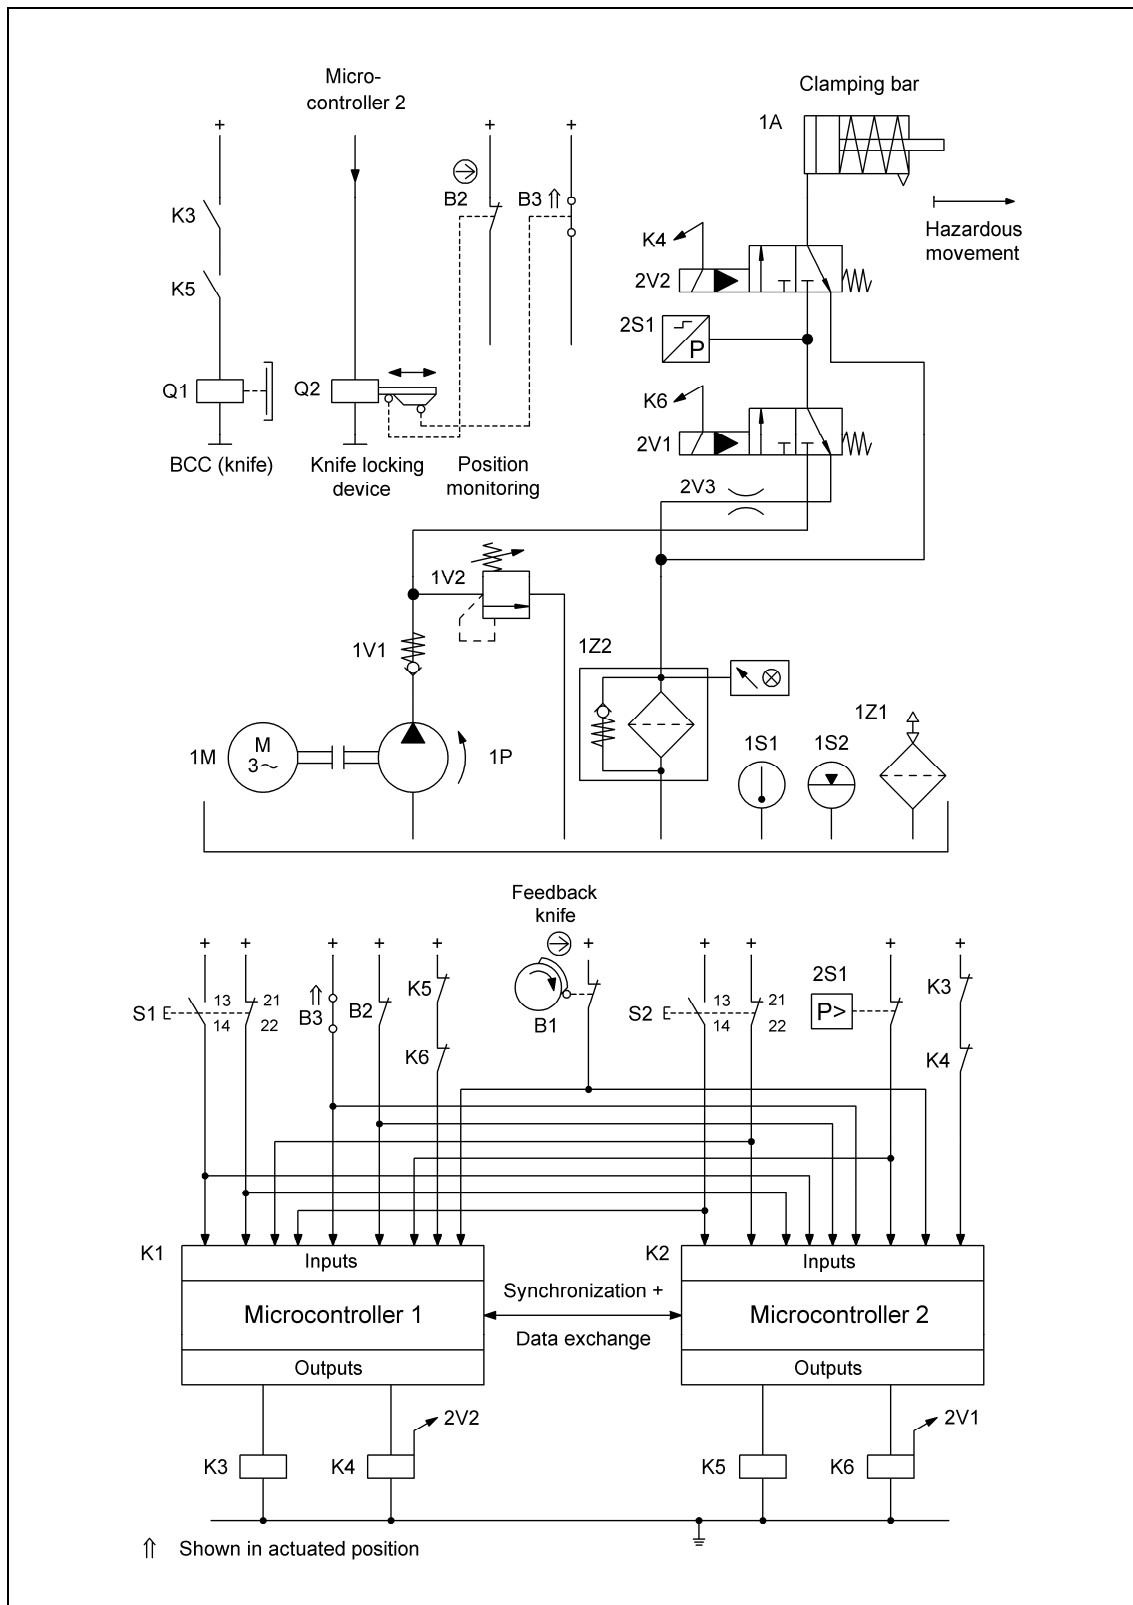 Micro-
controller 2
Clamping bar
1A
+
+
+
K3
B2
B3
Hazardous
movement
K4
2V2
K5
2S1
P
Q1
Q2
K6
2V1
BCC (knife)
Knife locking
device
Position
monitoring
2V3
1V2
1V1
1Z2
1Z1
1M
M
3~
1P
1S1
1S2
Feedback
knife
+
+
+
+
+
+
+
+
+
+
S1
13
14
21
22
B3
B2
K5
K6
B1
S2
13
14
21
22
2S1
P>
K3
K4
K1
Inputs
Microcontroller 1
Outputs
Synchronization +
Data exchange
K2
Inputs
Microcontroller 2
Outputs
2V2
2V1
K3
K4
K5
K6
⇑ Shown in actuated position